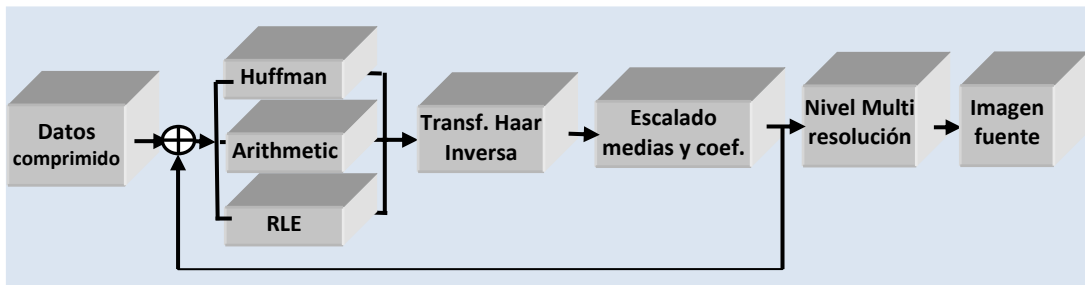 Datos
comprimido
Huffman
Arithmetic
RLE
Transf. Haar
Inversa
Escalado
medias y coef.
Nivel Multi
resolución
Imagen
fuente